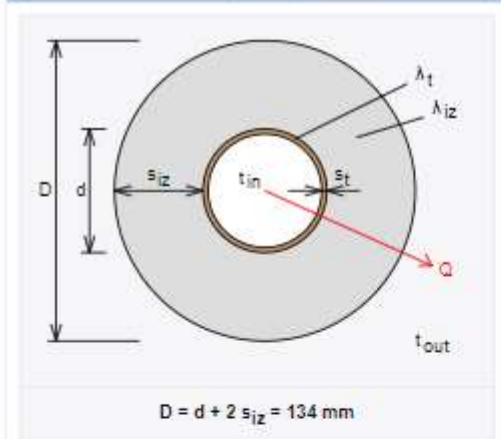 λt
λiz
D
d
siz
tin
st
Q
tout
D = d + 2 siz = 134 mm